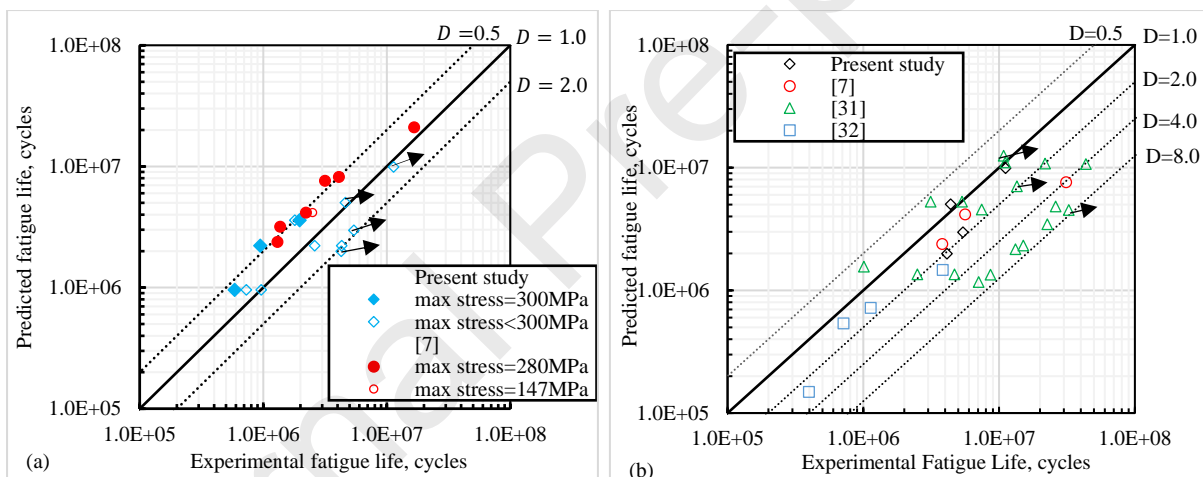 D =0.5
D = 1.0
D = 2.0
1.0E+08
1.0E+07
1.0E+06
1.0E+05
1.0E+05
1.0E+06
1.0E+07
1.0E+08
Predicted fatigue life, cycles
Experimental fatigue life, cycles
Present study
max stress=300MPa
max stress<300MPa
[7]
max stress=280MPa
max stress=147MPa
(a)
D=0.5
D=1.0
D=2.0
D=4.0
D=8.0
1.0E+08
1.0E+07
1.0E+06
1.0E+05
1.0E+05
1.0E+06
1.0E+07
1.0E+08
Predicted fatigue life, cycles
Experimental Fatigue Life, cycles
Present study
[7]
[31]
[32]
(b)
nal Pre-p